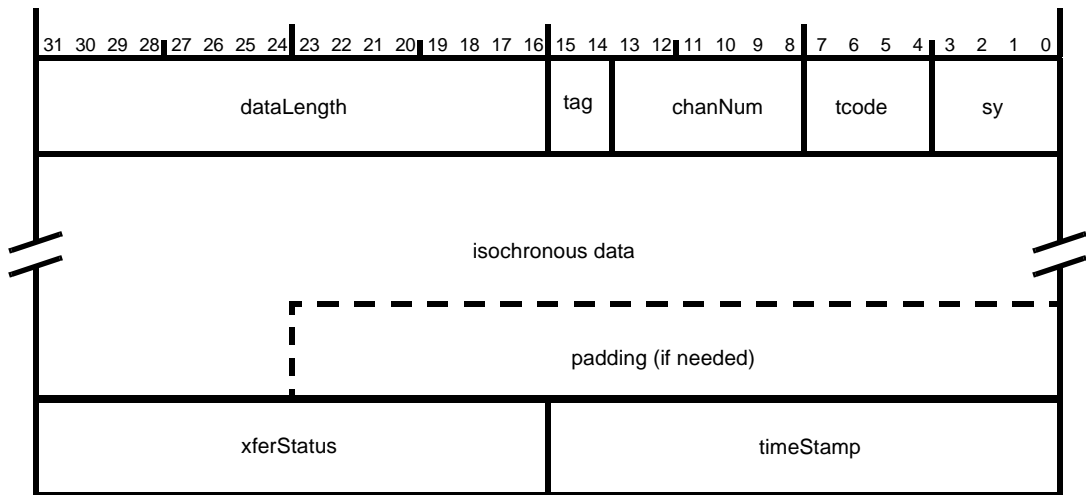 31 30 29 28 27 26 25 24 23 22 21 20 19 18 17 16 15 14 13 12 11 10 9 8 7 6 5 4 3 2 1 0
dataLength tag chanNum tcode sy
isochronous data
padding (if needed)
xferStatus timeStamp